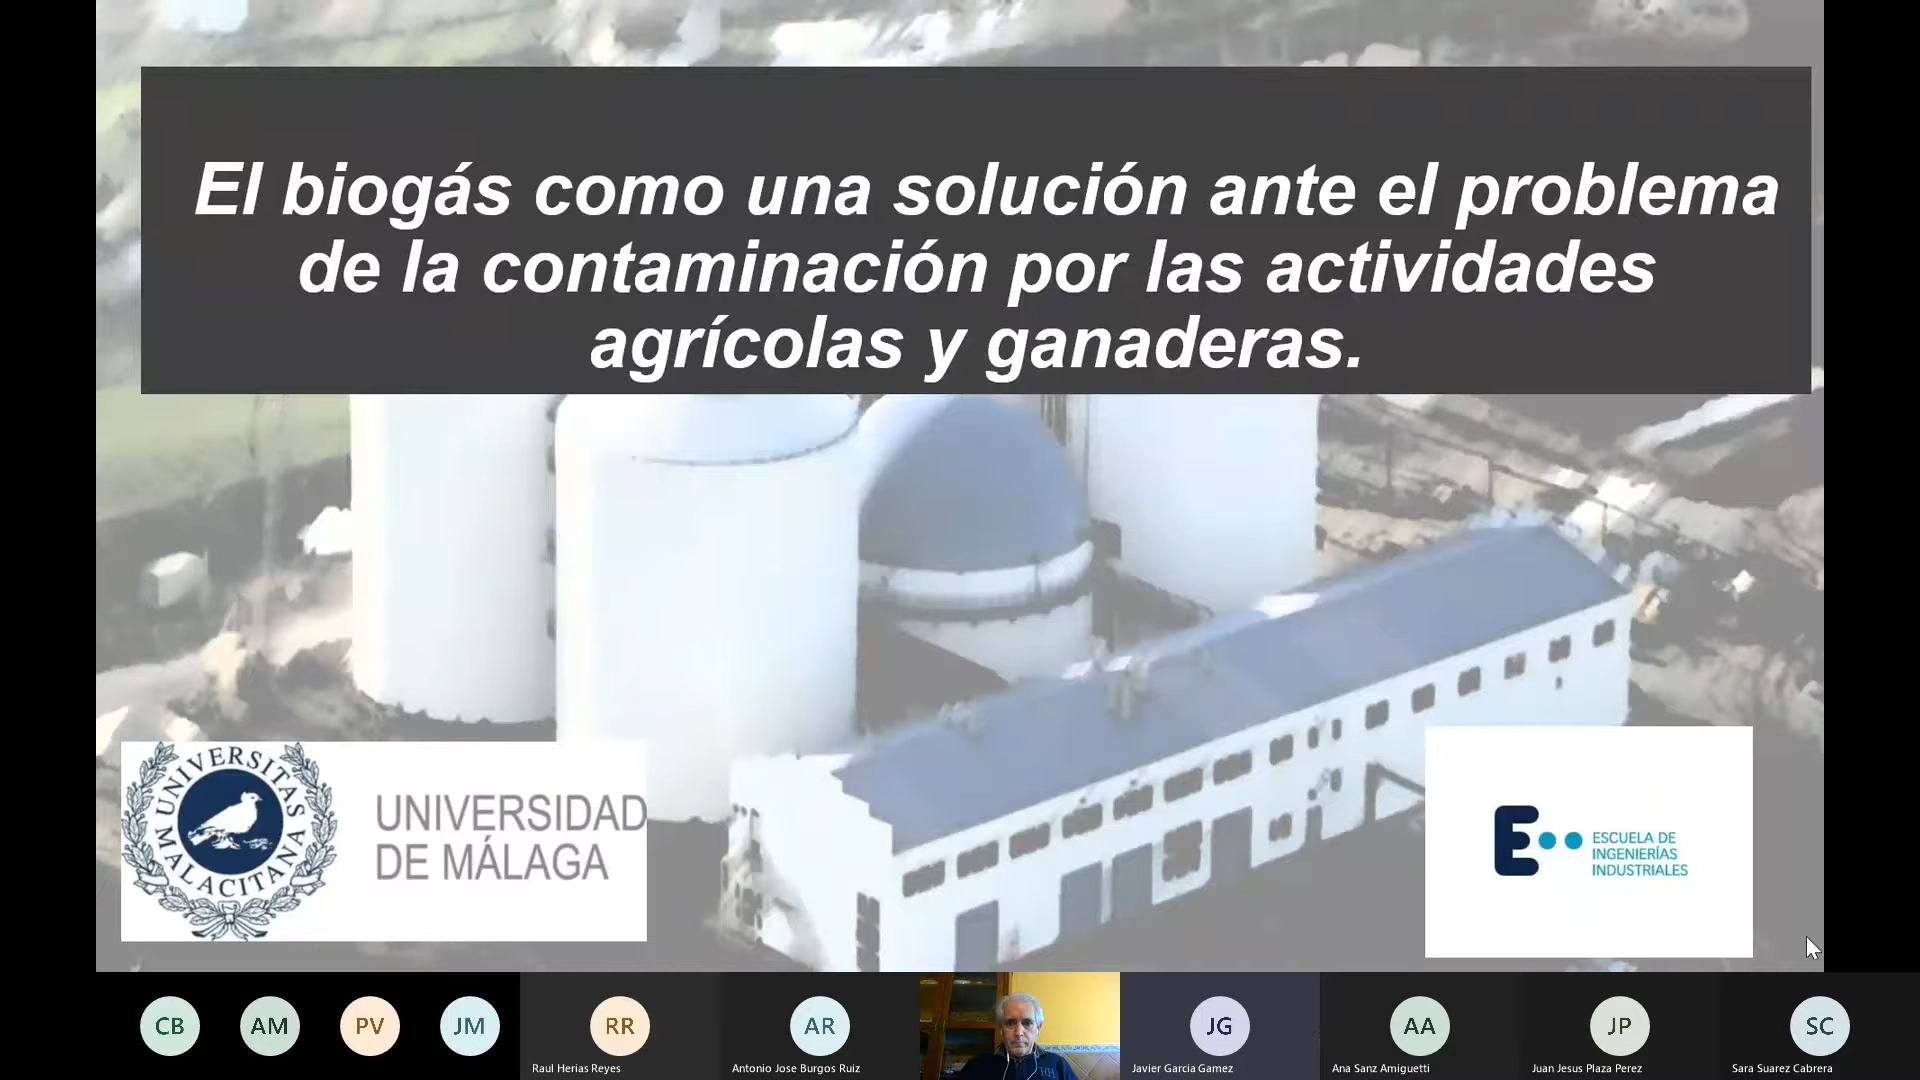 El biogás como una solución ante el problema
de la contaminación por las actividades
agrícolas y ganaderas.
UNIVERSITAS MALACITANA
UNIVERSIDAD
DE MÁLAGA
E
ESCUELA DE
INGENIERÍAS
INDUSTRIALES
CB
AM
PV
JM
RR
AR
JG
AA
JP
SC
Raul Herias Reyes
Antonio Jose Burgos Ruiz
Javier Garcia Gamez
Ana Sanz Amiguetti
Juan Jesus Plaza Perez
Sara Suarez Cabrera